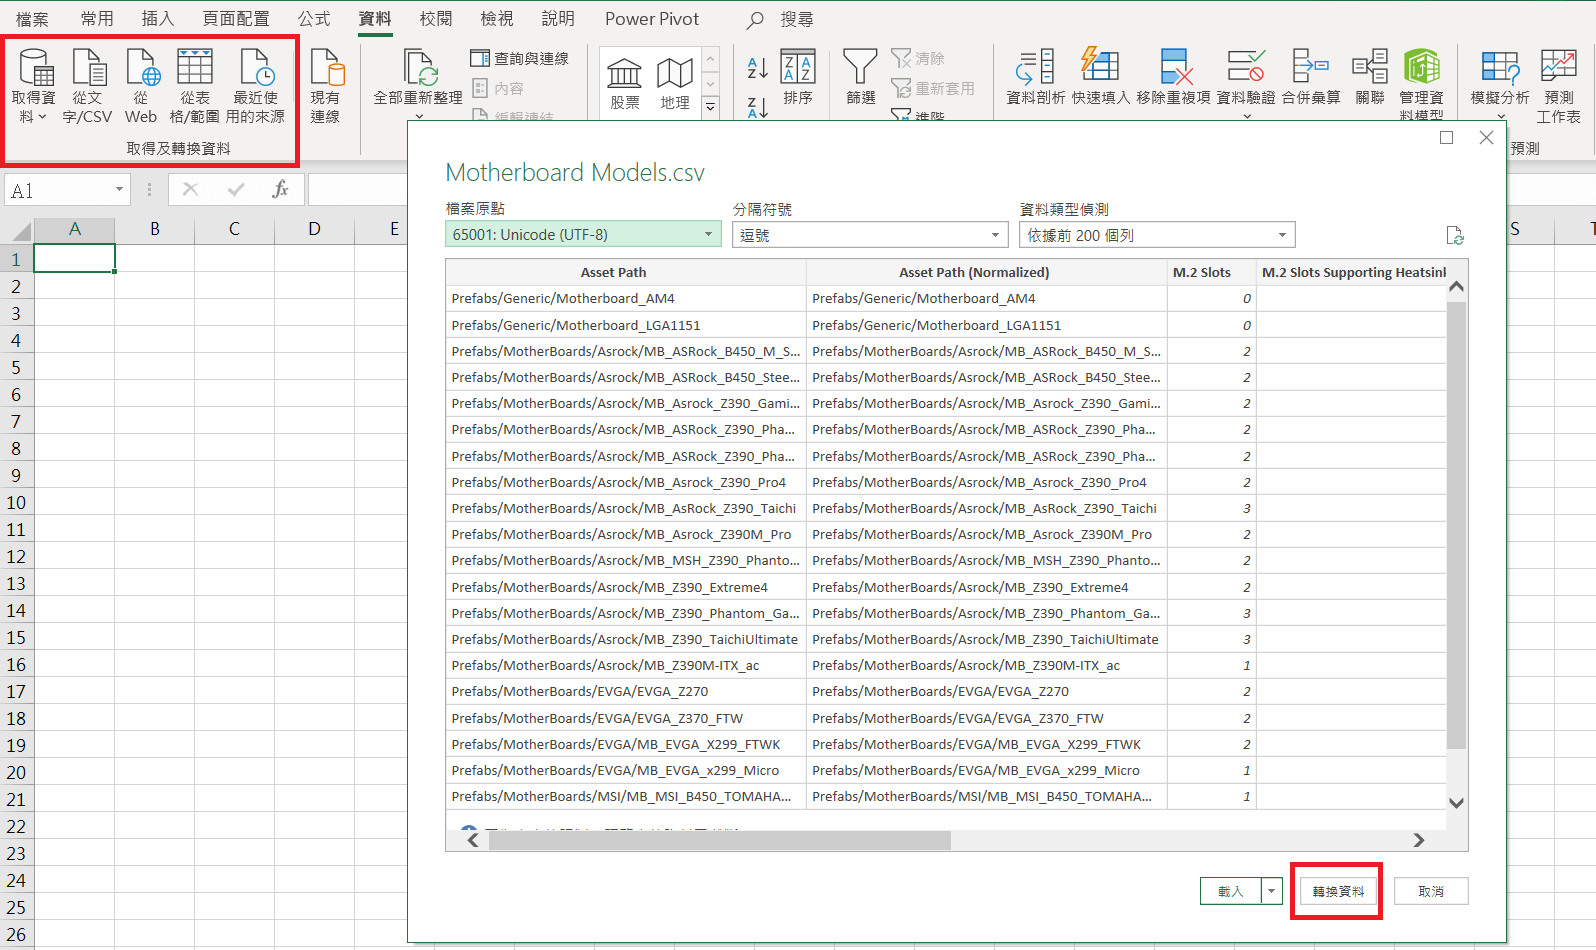 檔案 常用 插入 頁面配置 公式 資料 校閱 檢視 說明 Power Pivot 搜尋
取得資料
從文字/CSV
從 Web
從表格/範圍
最近使用的來源
取得及轉換資料
現有連線
全部重新整理
查詢與連線
內容
編輯連結
股票
地理
排序
篩選
清除
重新套用
進階
資料剖析
快速填入
移除重複項
資料驗證
合併彙算
關聯
管理資料模型
模擬分析
預測工作表
預測
A1
fx
A B C D E S T
1
2
3
4
5
6
7
8
9
10
11
12
13
14
15
16
17
18
19
20
21
22
23
24
25
26
Motherboard Models.csv
檔案原點 分隔符號 資料類型偵測
65001: Unicode (UTF-8) 逗號 依據前 200 個列
Asset Path Asset Path (Normalized) M.2 Slots M.2 Slots Supporting Heatsink
Prefabs/Generic/Motherboard_AM4 Prefabs/Generic/Motherboard_AM4 0
Prefabs/Generic/Motherboard_LGA1151 Prefabs/Generic/Motherboard_LGA1151 0
Prefabs/MotherBoards/Asrock/MB_ASRock_B450_M_S... Prefabs/MotherBoards/Asrock/MB_ASRock_B450_M_S... 2
Prefabs/MotherBoards/Asrock/MB_ASRock_B450_Stee... Prefabs/MotherBoards/Asrock/MB_ASRock_B450_Stee... 2
Prefabs/MotherBoards/Asrock/MB_Asrock_Z390_Gami... Prefabs/MotherBoards/Asrock/MB_Asrock_Z390_Gami... 2
Prefabs/MotherBoards/Asrock/MB_ASRock_Z390_Pha... Prefabs/MotherBoards/Asrock/MB_ASRock_Z390_Pha... 2
Prefabs/MotherBoards/Asrock/MB_ASRock_Z390_Pha... Prefabs/MotherBoards/Asrock/MB_ASRock_Z390_Pha... 2
Prefabs/MotherBoards/Asrock/MB_Asrock_Z390_Pro4 Prefabs/MotherBoards/Asrock/MB_Asrock_Z390_Pro4 2
Prefabs/MotherBoards/Asrock/MB_AsRock_Z390_Taichi Prefabs/MotherBoards/Asrock/MB_AsRock_Z390_Taichi 3
Prefabs/MotherBoards/Asrock/MB_Asrock_Z390M_Pro Prefabs/MotherBoards/Asrock/MB_Asrock_Z390M_Pro 2
Prefabs/MotherBoards/Asrock/MB_MSH_Z390_Phanto... Prefabs/MotherBoards/Asrock/MB_MSH_Z390_Phanto... 2
Prefabs/MotherBoards/Asrock/MB_Z390_Extreme4 Prefabs/MotherBoards/Asrock/MB_Z390_Extreme4 2
Prefabs/MotherBoards/Asrock/MB_Z390_Phantom_Ga... Prefabs/MotherBoards/Asrock/MB_Z390_Phantom_Ga... 3
Prefabs/MotherBoards/Asrock/MB_Z390_TaichiUltimate Prefabs/MotherBoards/Asrock/MB_Z390_TaichiUltimate 3
Prefabs/MotherBoards/Asrock/MB_Z390M-ITX_ac Prefabs/MotherBoards/Asrock/MB_Z390M-ITX_ac 1
Prefabs/MotherBoards/EVGA/EVGA_Z270 Prefabs/MotherBoards/EVGA/EVGA_Z270 2
Prefabs/MotherBoards/EVGA/EVGA_Z370_FTW Prefabs/MotherBoards/EVGA/EVGA_Z370_FTW 2
Prefabs/MotherBoards/EVGA/MB_EVGA_X299_FTWK Prefabs/MotherBoards/EVGA/MB_EVGA_X299_FTWK 2
Prefabs/MotherBoards/EVGA/MB_EVGA_x299_Micro Prefabs/MotherBoards/EVGA/MB_EVGA_x299_Micro 1
Prefabs/MotherBoards/MSI/MB_MSI_B450_TOMAHA... Prefabs/MotherBoards/MSI/MB_MSI_B450_TOMAHA... 1
載入 轉換資料 取消